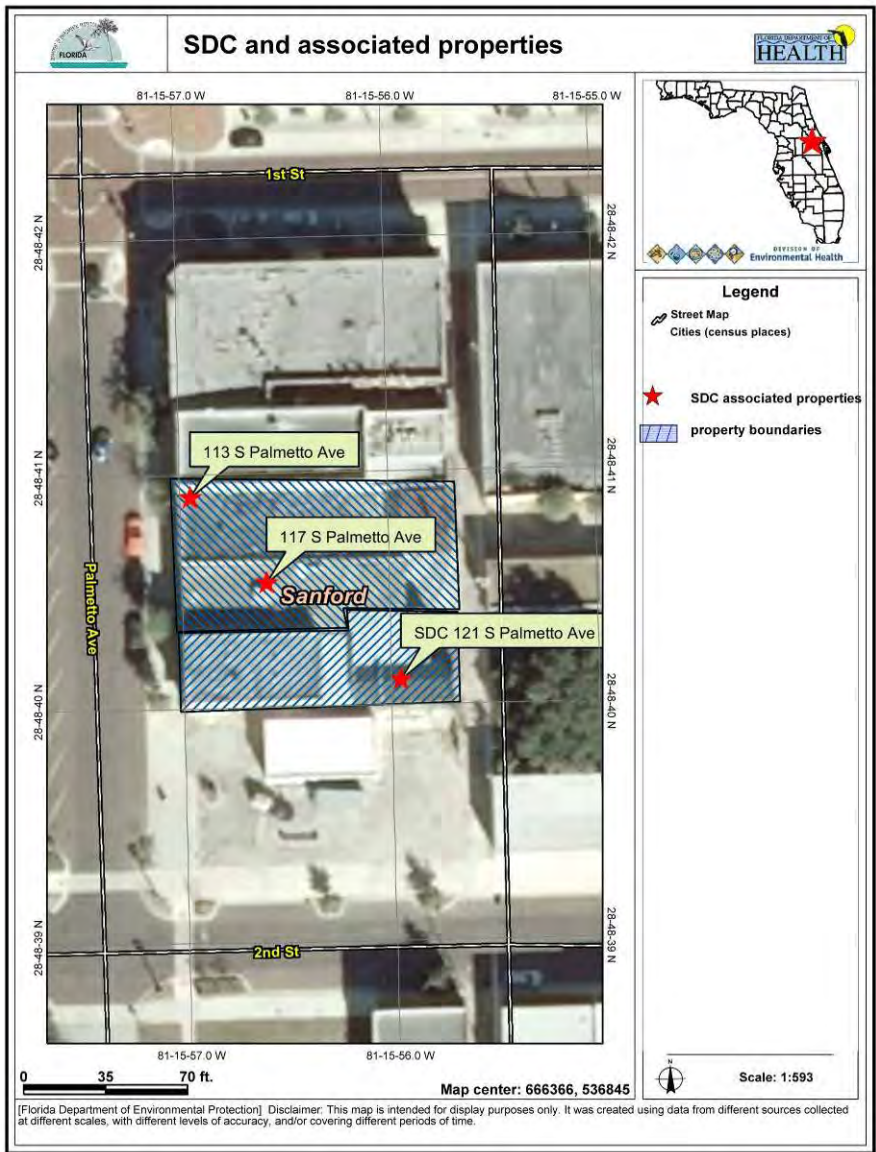 FLORIDA
SDC and associated properties
FLORIDA DEPARTMENT OF
HEALTH
81-15-57.0 W
81-15-56.0 W
81-15-55.0 W
1st St
28-48-42 N
28-48-42 N
28-48-41 N
28-48-41 N
113 S Palmetto Ave
117 S Palmetto Ave
Sanford
Palmetto Ave
SDC 121 S Palmetto Ave
28-48-40 N
28-48-40 N
28-48-39 N
28-48-39 N
2nd St
81-15-57.0 W
81-15-56.0 W
DIVISION OF
Environmental Health
Legend
Street Map
Cities (census places)
SDC associated properties
property boundaries
0 35 70 ft.
Map center: 666366, 536845
N
Scale: 1:593
[Florida Department of Environmental Protection] Disclaimer: This map is intended for display purposes only. It was created using data from different sources collected
at different scales, with different levels of accuracy, and/or covering different periods of time.